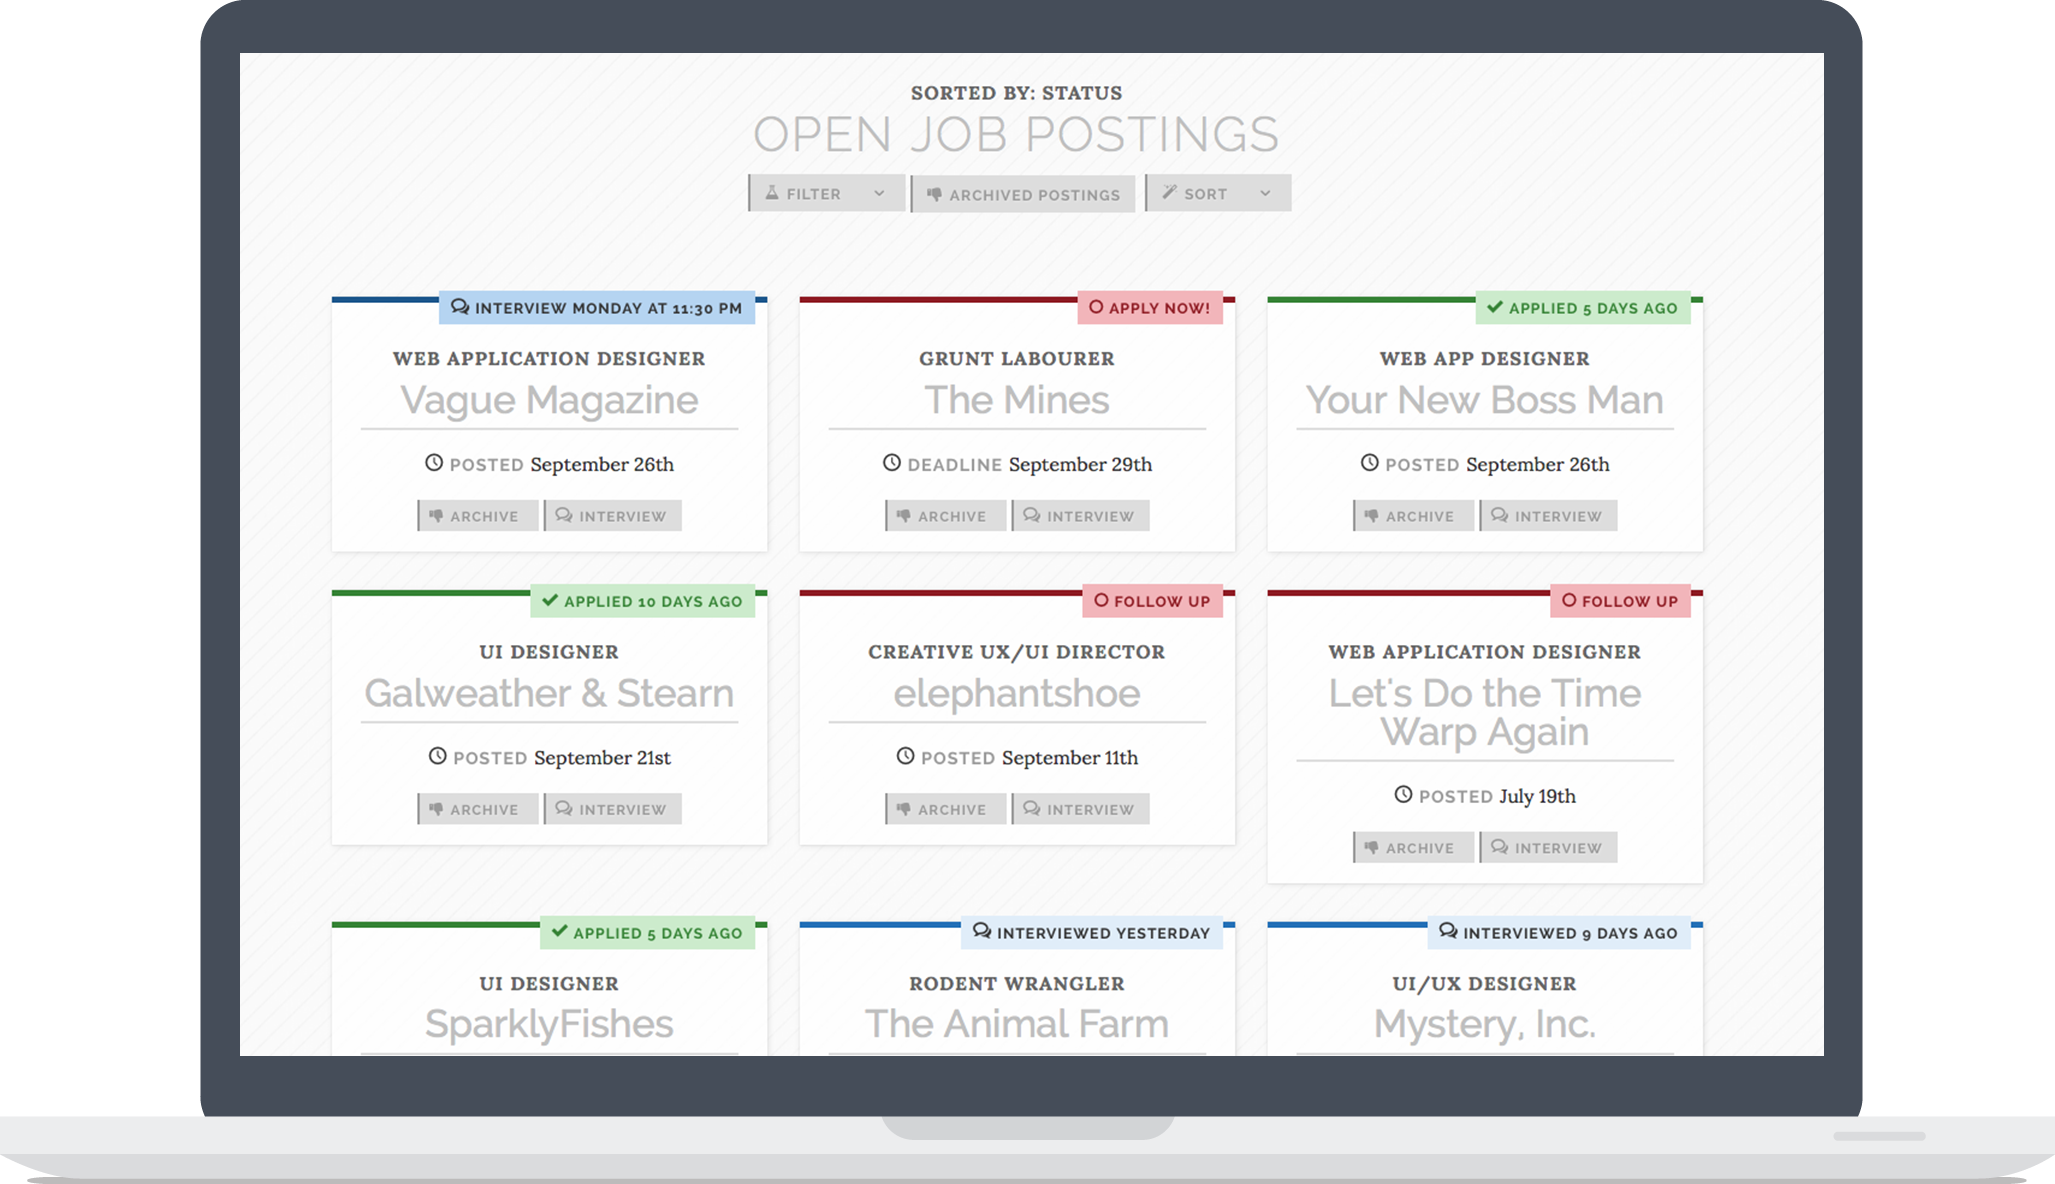 SORTED BY: STATUS
OPEN JOB POSTINGS
FILTER
ARCHIVED POSTINGS
SORT
INTERVIEW MONDAY AT 11:30 PM
WEB APPLICATION DESIGNER
Vague Magazine
POSTED September 26th
ARCHIVE
INTERVIEW
APPLY NOW!
GRUNT LABOURER
The Mines
DEADLINE September 29th
ARCHIVE
INTERVIEW
APPLIED 5 DAYS AGO
WEB APP DESIGNER
Your New Boss Man
POSTED September 26th
ARCHIVE
INTERVIEW
APPLIED 10 DAYS AGO
UI DESIGNER
Galweather & Stearn
POSTED September 21st
ARCHIVE
INTERVIEW
FOLLOW UP
CREATIVE UX/UI DIRECTOR
elephantshoe
POSTED September 11th
ARCHIVE
INTERVIEW
FOLLOW UP
WEB APPLICATION DESIGNER
Let's Do the Time
Warp Again
POSTED July 19th
ARCHIVE
INTERVIEW
APPLIED 5 DAYS AGO
UI DESIGNER
SparklyFishes
INTERVIEWED YESTERDAY
RODENT WRANGLER
The Animal Farm
INTERVIEWED 9 DAYS AGO
UI/UX DESIGNER
Mystery, Inc.